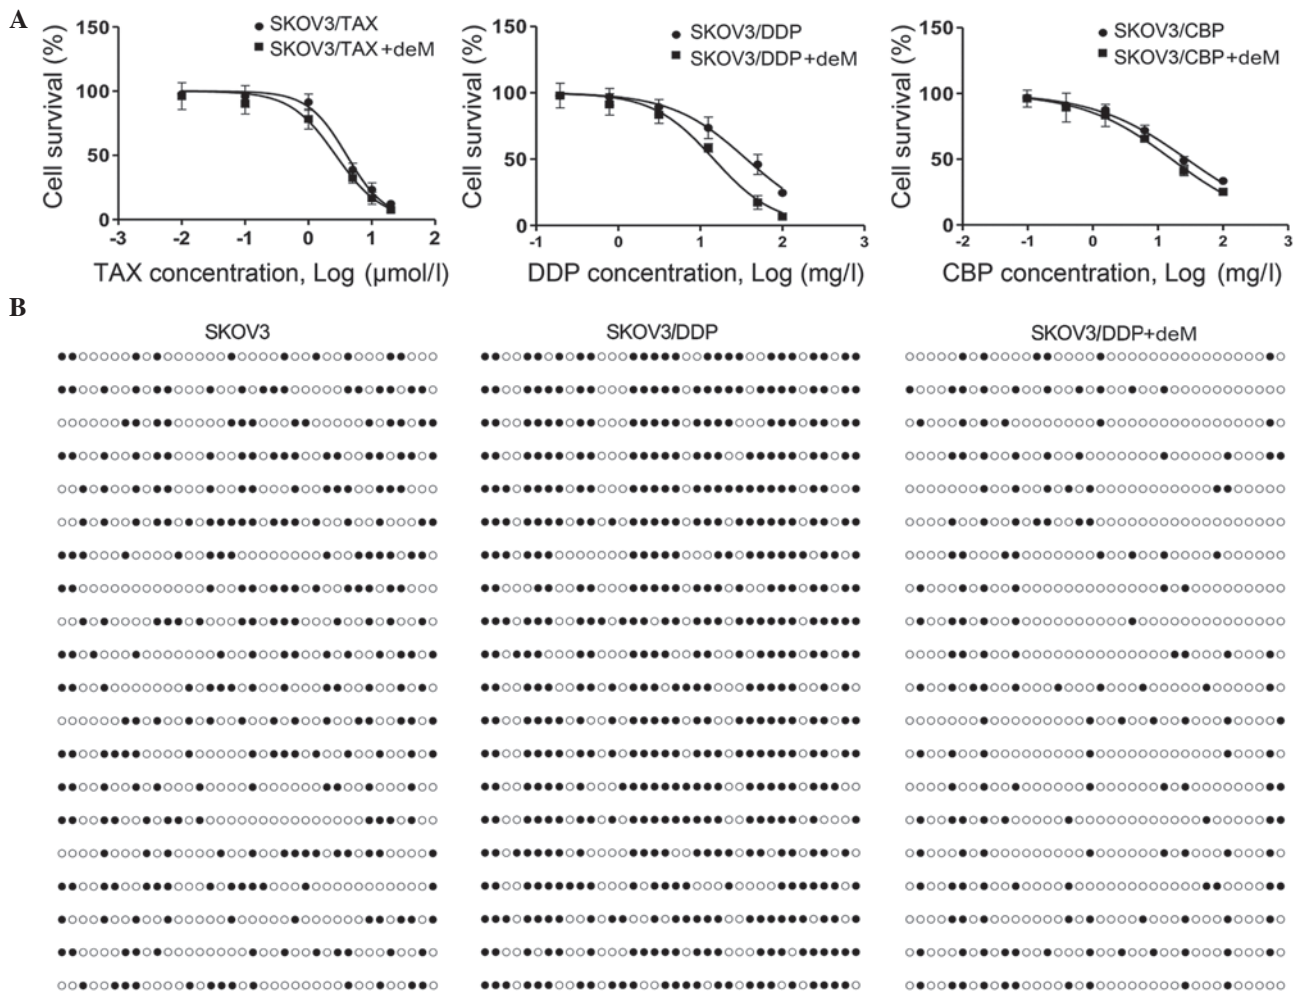 A
150
100
50
0
-3 -2 -1 0 1 2
Cell survival (%)
TAX concentration, Log (μmol/l)
SKOV3/TAX
SKOV3/TAX +deM
150
100
50
0
-1 0 1 2 3
Cell survival (%)
DDP concentration, Log (mg/l)
SKOV3/DDP
SKOV3/DDP +deM
150
100
50
0
-2 -1 0 1 2 3
Cell survival (%)
CBP concentration, Log (mg/l)
SKOV3/CBP
SKOV3/CBP +deM
B
SKOV3
SKOV3/DDP
SKOV3/DDP+deM